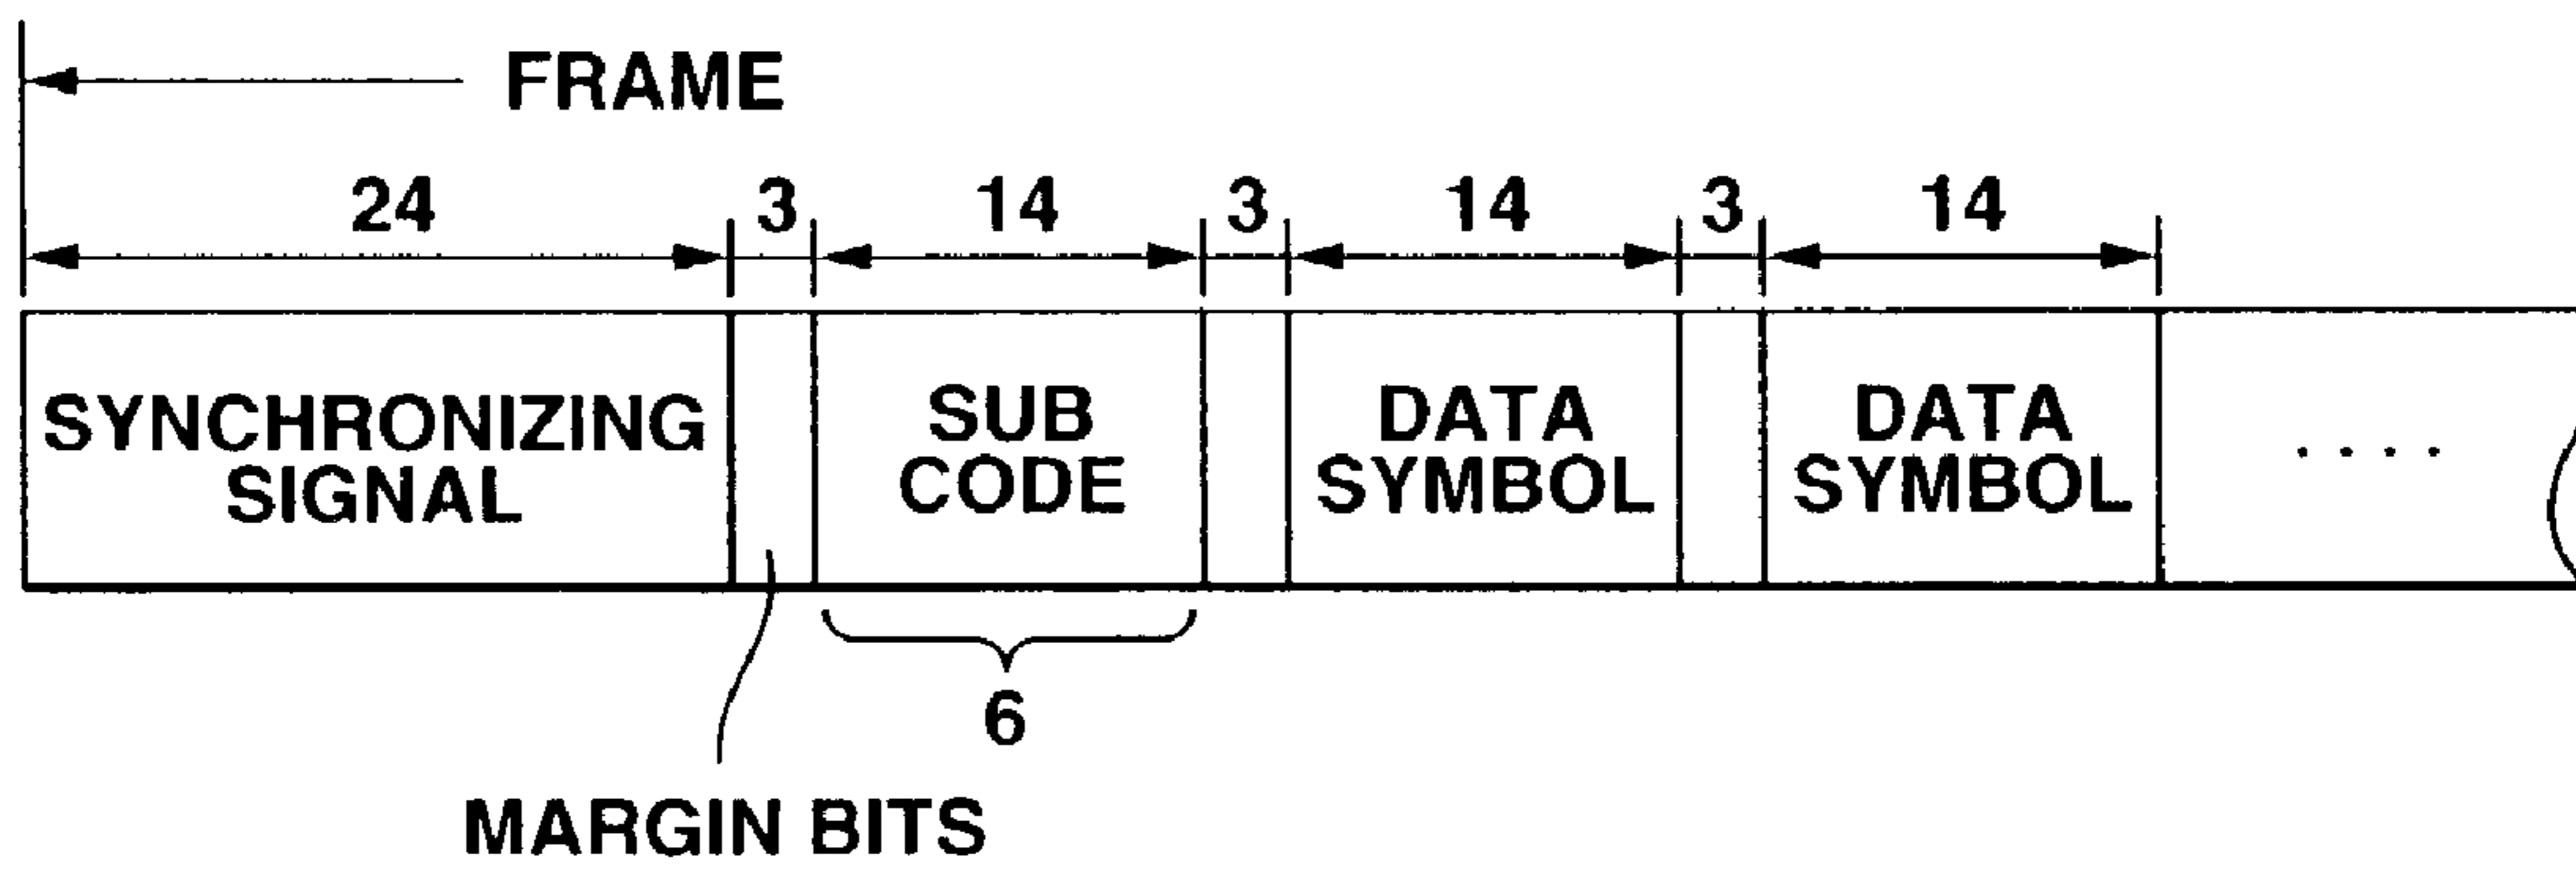 FRAME
24 3 14 3 14 3 14
SYNCHRONIZING
SIGNAL
SUB
CODE
DATA
SYMBOL
DATA
SYMBOL
....
6
MARGIN BITS